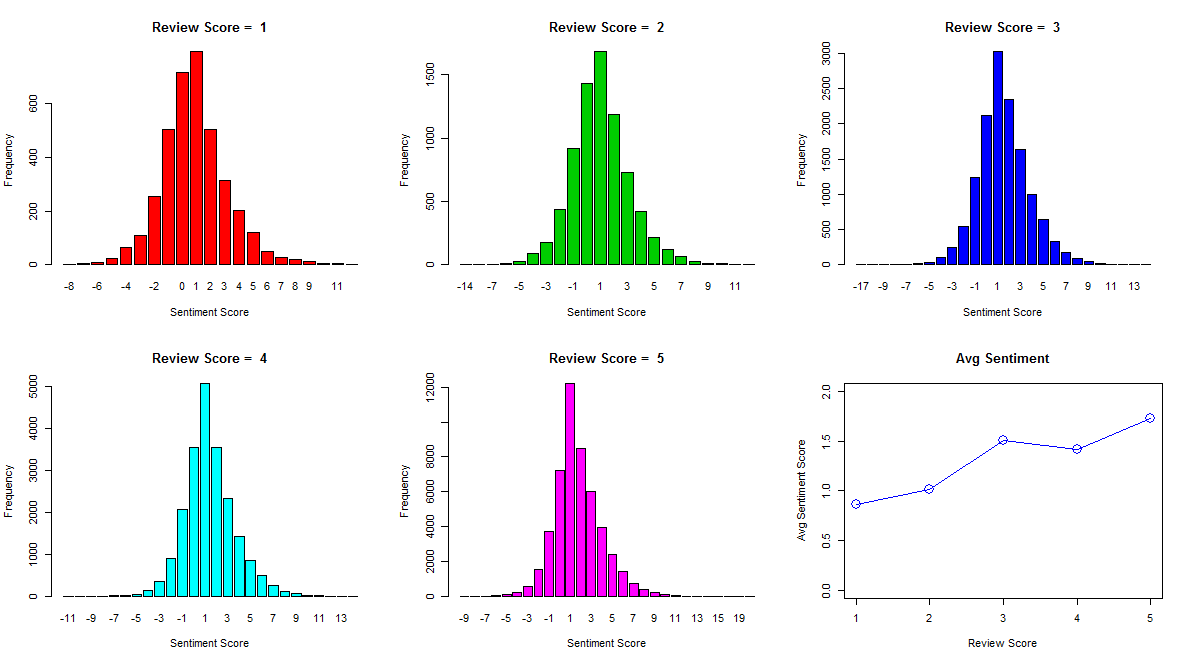 Review Score =  1
Frequency
0 200 400 600
-8 -6 -4 -2 0 1 2 3 4 5 6 7 8 9 11
Sentiment Score
Review Score =  2
Frequency
0 500 1000 1500
-14 -7 -4 -1 1 3 5 7 9 11
Sentiment Score
Review Score =  3
Frequency
0 500 1000 1500 2000 2500 3000
-17 -9 -7 -5 -3 -1 1 3 5 7 9 11 13
Sentiment Score
Review Score =  4
Frequency
0 1000 2000 3000 4000 5000
-11 -9 -7 -5 -3 -1 1 3 5 7 9 11 13
Sentiment Score
Review Score =  5
Frequency
0 2000 4000 6000 8000 12000
-9 -7 -5 -3 -1 1 3 5 7 9 11 13 15 19
Sentiment Score
Avg Sentiment
Avg Sentiment Score
0.0 0.5 1.0 1.5 2.0
1 2 3 4 5
Review Score